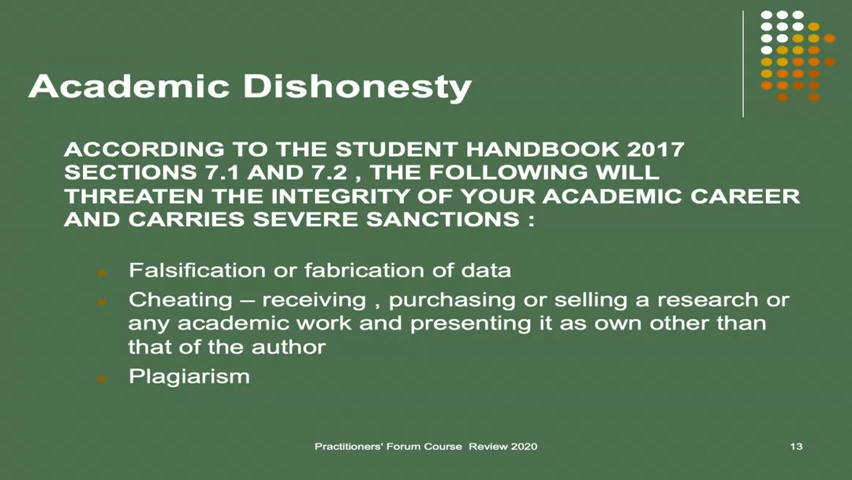 Academic Dishonesty
ACCORDING TO THE STUDENT HANDBOOK 2017
SECTIONS 7.1 AND 7.2 , THE FOLLOWING WILL
THREATEN THE INTEGRITY OF YOUR ACADEMIC CAREER
AND CARRIES SEVERE SANCTIONS :
Falsification or fabrication of data
Cheating – receiving , purchasing or selling a research or
any academic work and presenting it as own other than
that of the author
Plagiarism
Practitioners' Forum Course Review 2020
13